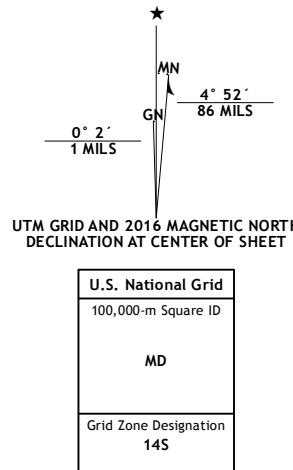 ★
MN
GN
4° 52´
86 MILS
0° 2´
1 MILS
UTM GRID AND 2016 MAGNETIC NORTH
DECLINATION AT CENTER OF SHEET
U.S. National Grid
100,000-m Square ID
MD
Grid Zone Designation
14S